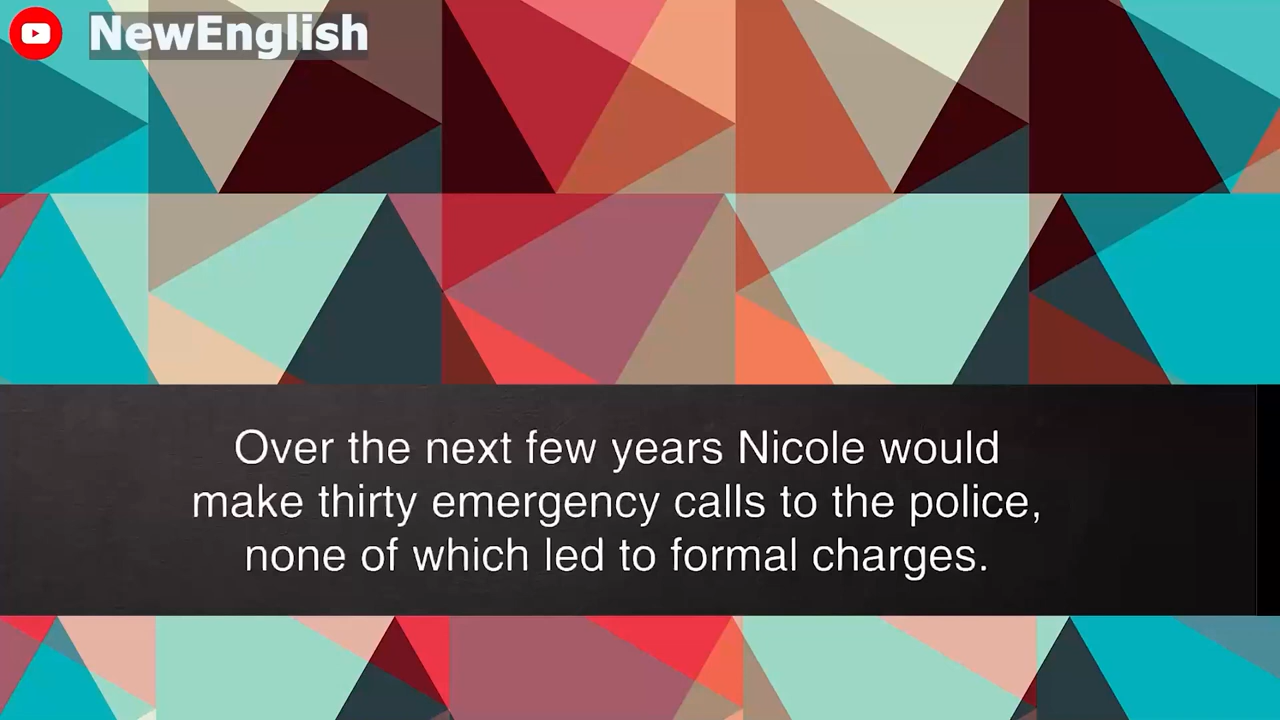 NewEnglish
Over the next few years Nicole would
make thirty emergency calls to the police,
none of which led to formal charges.